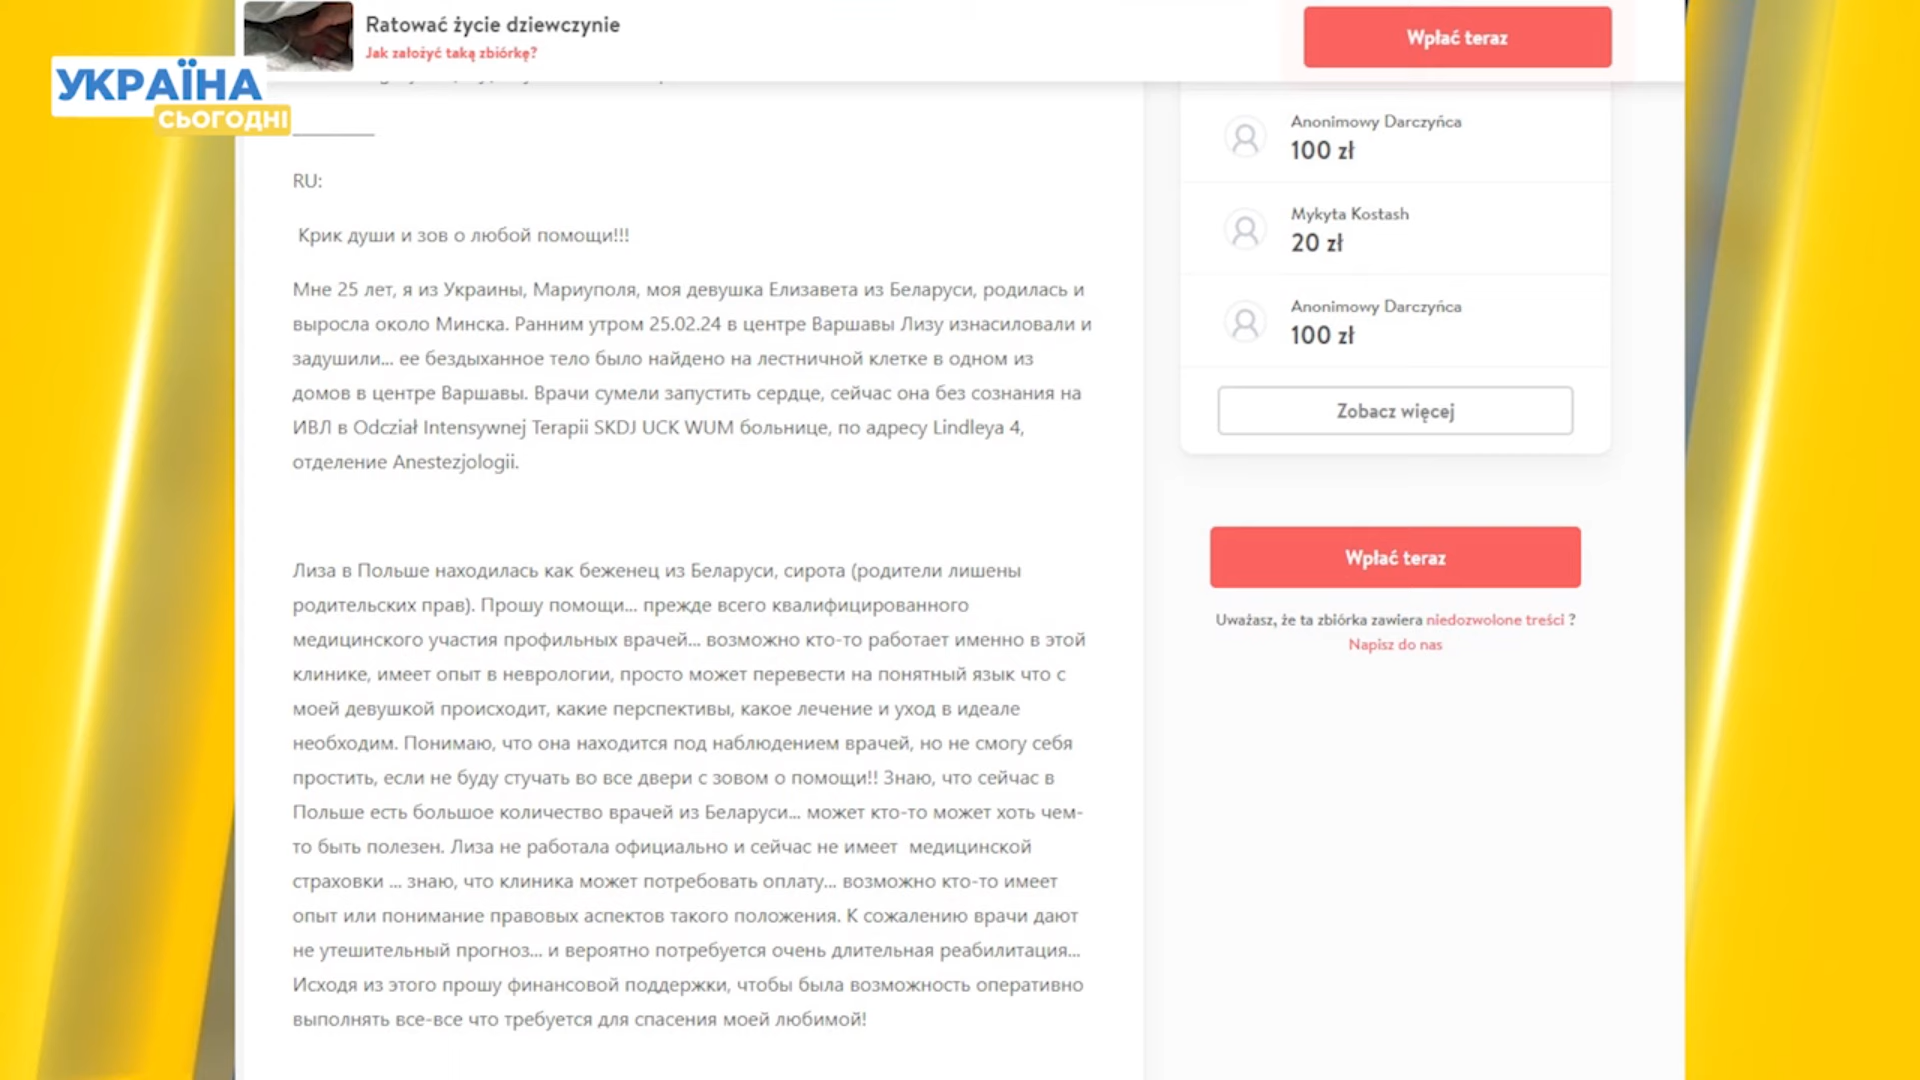 Ratować życie dziewczynie
Jak założyć taką zbiórkę?
Wpłać teraz
УКРАЇНА
СЬОГОДНІ
RU:
Крик души и зов о любой помощи!!!
Мне 25 лет, я из Украины, Мариуполя, моя девушка Елизавета из Беларуси, родилась и
выросла около Минска. Ранним утром 25.02.24 в центре Варшавы Лизу изнасиловали и
задушили... ее бездыханное тело было найдено на лестничной клетке в одном из
домов в центре Варшавы. Врачи сумели запустить сердце, сейчас она без сознания на
ИВЛ в Odcział Intensywnej Terapii SKDJ UCK WUM больнице, по адресу Lindleya 4,
отделение Anestezjologii.
Лиза в Польше находилась как беженец из Беларуси, сирота (родители лишены
родительских прав). Прошу помощи... прежде всего квалифицированного
медицинского участия профильных врачей... возможно кто-то работает именно в этой
клинике, имеет опыт в неврологии, просто может перевести на понятный язык что с
моей девушкой происходит, какие перспективы, какое лечение и уход в идеале
необходим. Понимаю, что она находится под наблюдением врачей, но не смогу себя
простить, если не буду стучать во все двери с зовом о помощи!! Знаю, что сейчас в
Польше есть большое количество врачей из Беларуси... может кто-то может хоть чем-
то быть полезен. Лиза не работала официально и сейчас не имеет  медицинской
страховки ... знаю, что клиника может потребовать оплату... возможно кто-то имеет
опыт или понимание правовых аспектов такого положения. К сожалению врачи дают
не утешительный прогноз... и вероятно потребуется очень длительная реабилитация...
Исходя из этого прошу финансовой поддержки, чтобы была возможность оперативно
выполнять все-все что требуется для спасения моей любимой!
Anonimowy Darczyńca
100 zł
Mykyta Kostash
20 zł
Anonimowy Darczyńca
100 zł
Zobacz więcej
Wpłać teraz
Uważasz, że ta zbiórka zawiera niedozwolone treści ?
Napisz do nas